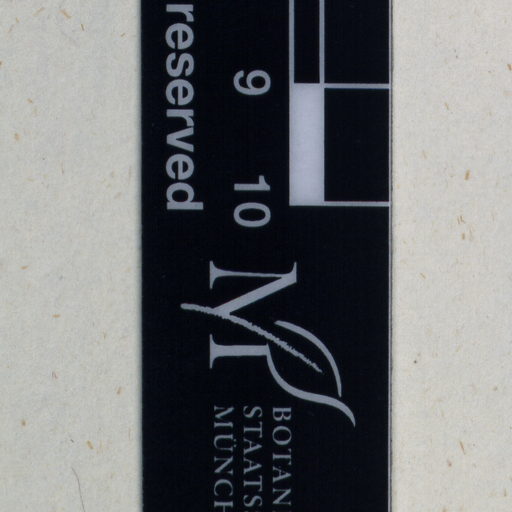 reserved
9 10
M
BOTAN
STAATS
MÜNCH